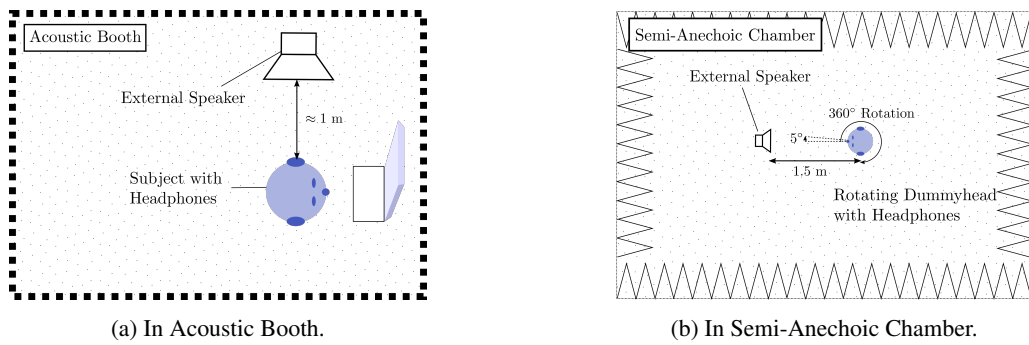 Acoustic Booth
External Speaker
≈ 1 m
Subject with
Headphones
(a) In Acoustic Booth.
Semi-Anechoic Chamber
External Speaker
360° Rotation
5°
1.5 m
Rotating Dummyhead
with Headphones
(b) In Semi-Anechoic Chamber.